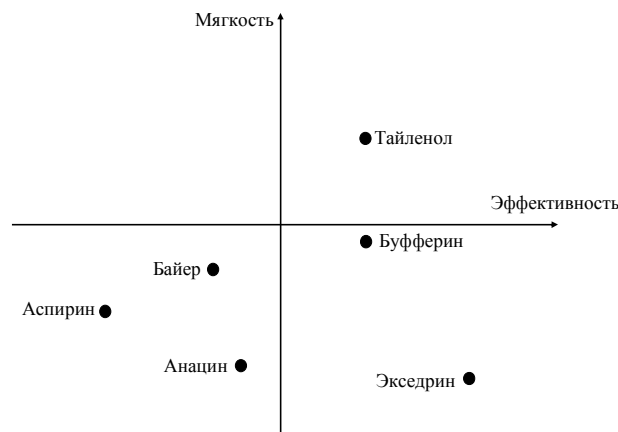 Мягкость
Тайленол
Эффективность
Буфферин
Байер
Аспирин
Анацин
Экседрин